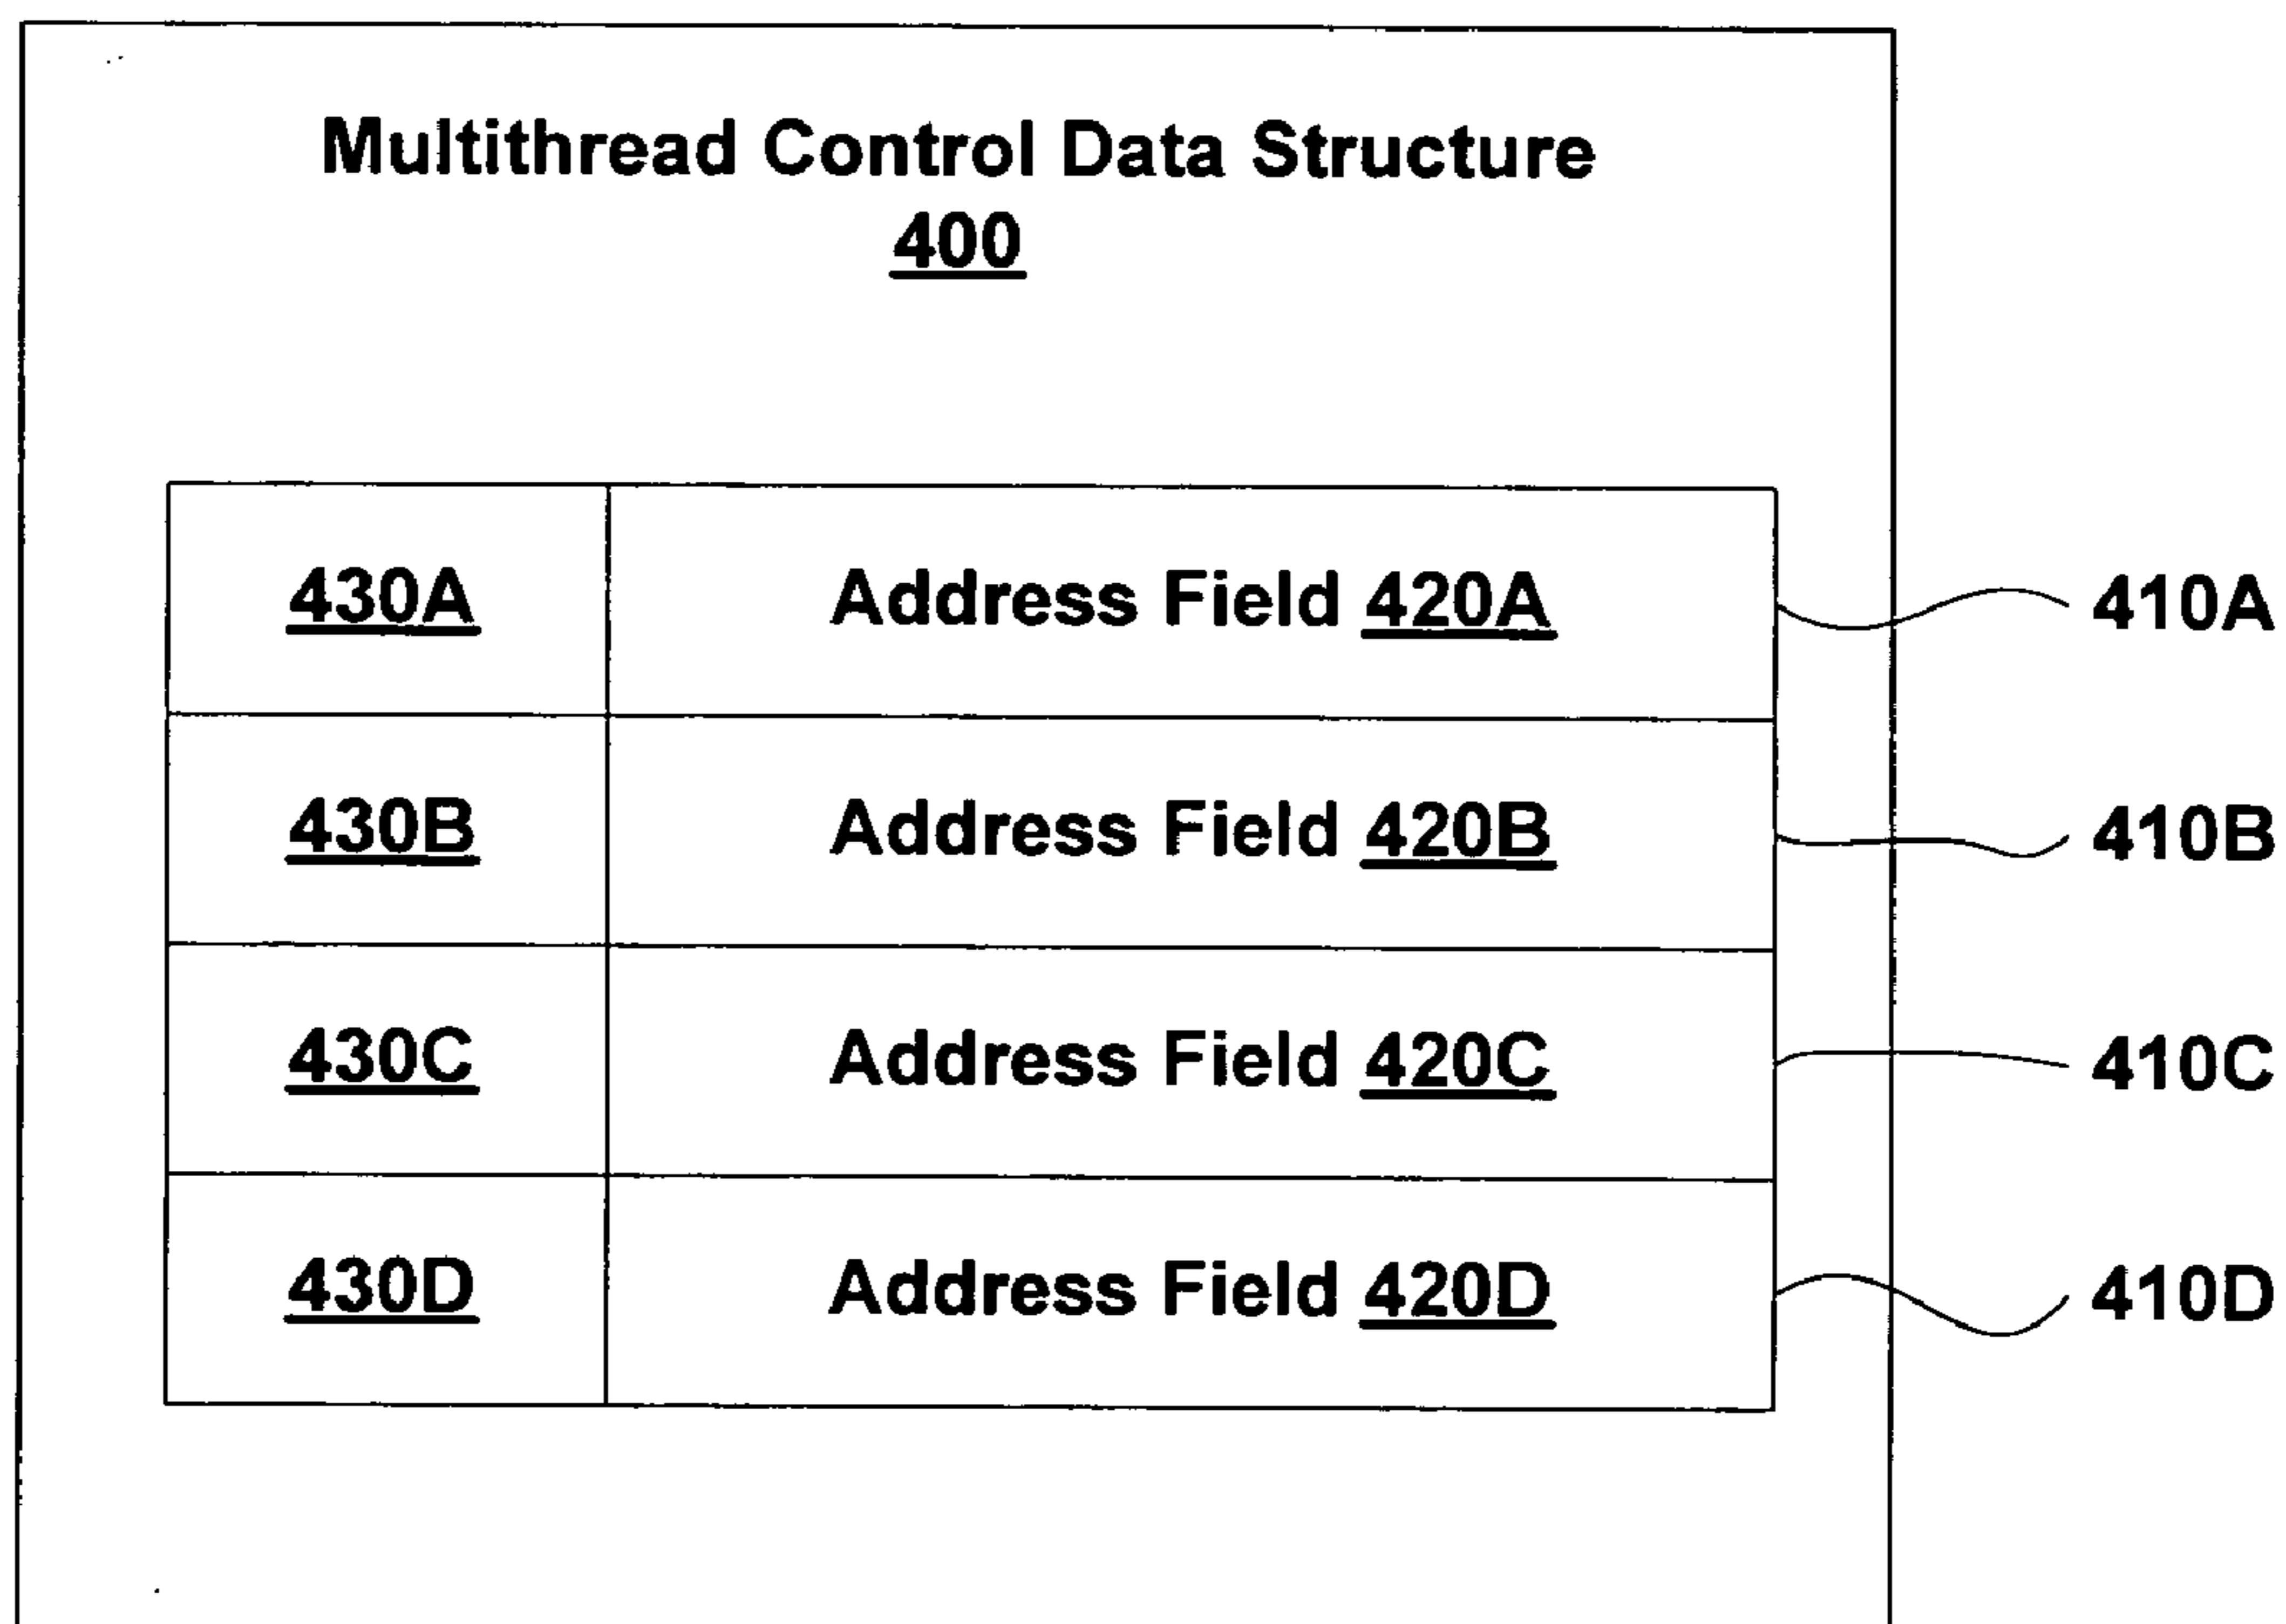 Multithread Control Data Structure
400
430A Address Field 420A 410A
430B Address Field 420B 410B
430C Address Field 420C 410C
430D Address Field 420D 410D